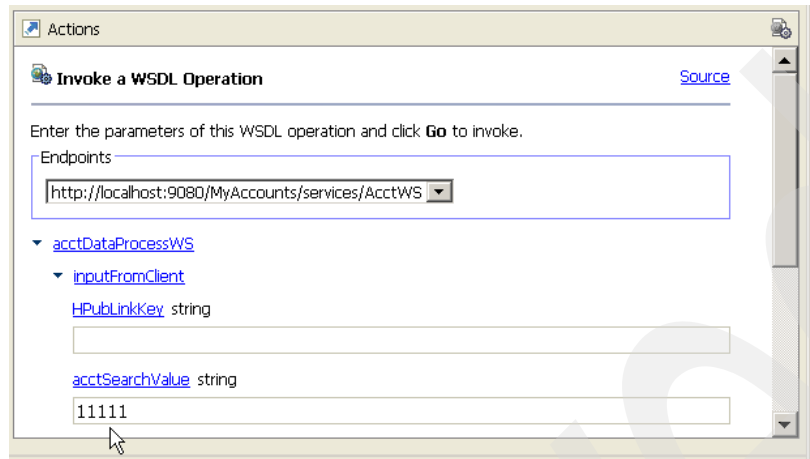 Actions
Invoke a WSDL Operation Source
Enter the parameters of this WSDL operation and click Go to invoke.
Endpoints
http://localhost:9080/MyAccounts/services/AcctWS
acctDataProcessWS
inputFromClient
HPubLinkKey string
acctSearchValue string
11111